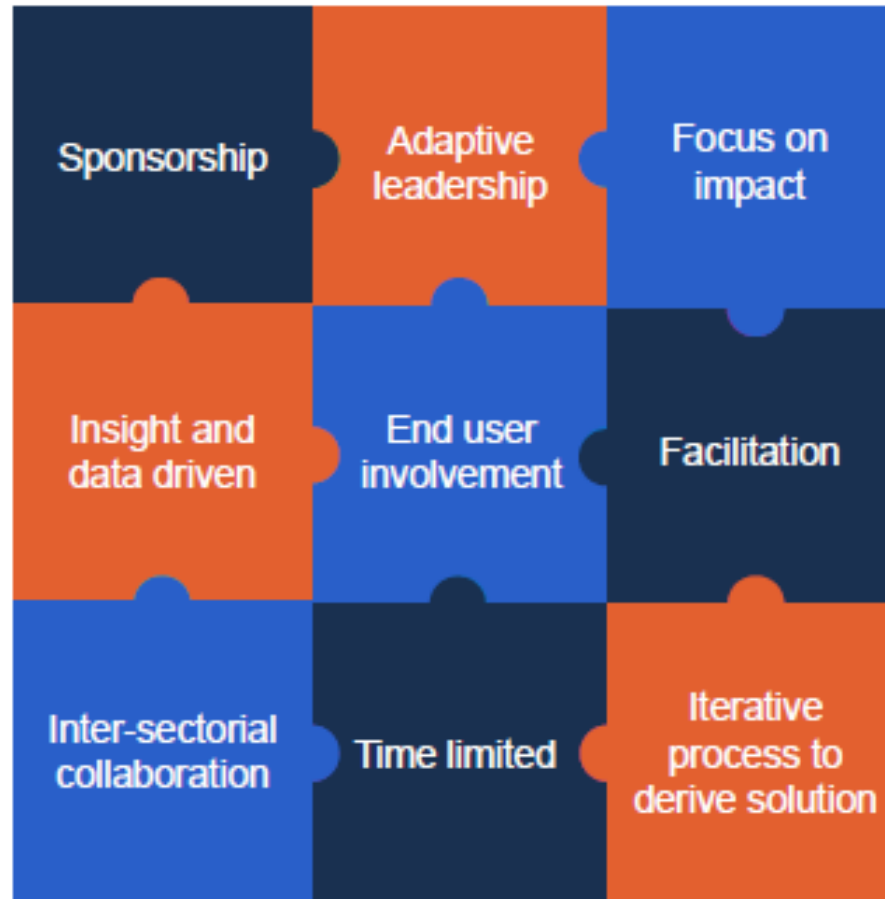 Sponsorship
Adaptive
leadership
Focus on
impact
Insight and
data driven
End user
involvement
Facilitation
Inter-sectorial
collaboration
Time limited
Iterative
process to
derive solution